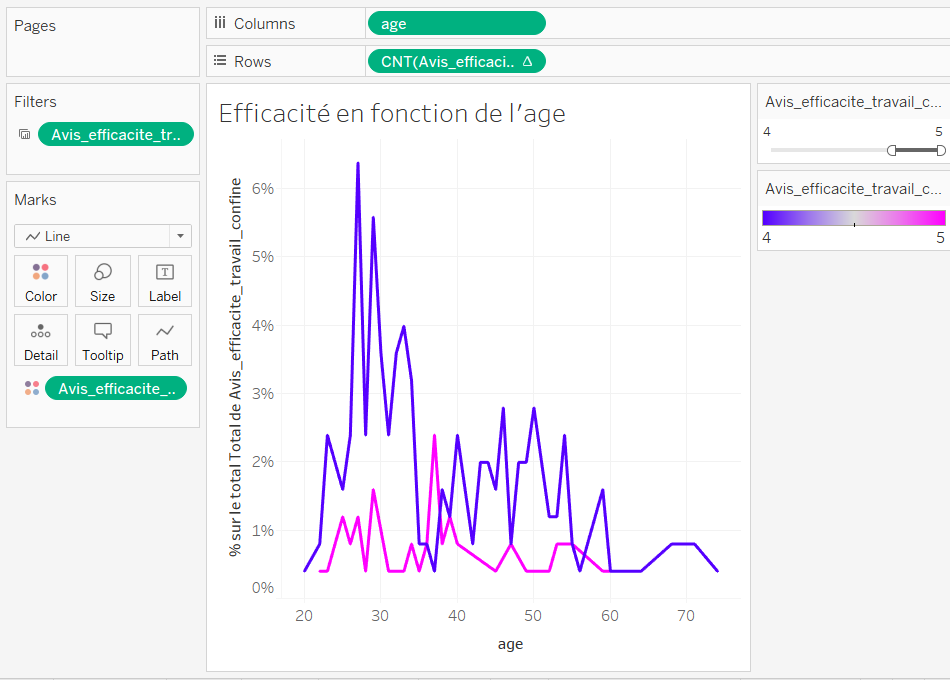 Pages
Columns
age
Rows
CNT(Avis_efficaci..
Filters
Avis_efficacite_tr..
Marks
Line
Color
Size
Label
Detail
Tooltip
Path
Avis_efficacite_..
Efficacité en fonction de l'age
% sur le total Total de Avis_efficacite_travail_confine
6%
5%
4%
3%
2%
1%
0%
20 30 40 50 60 70
age
Avis_efficacite_travail_c...
4 5
Avis_efficacite_travail_c...
4 5